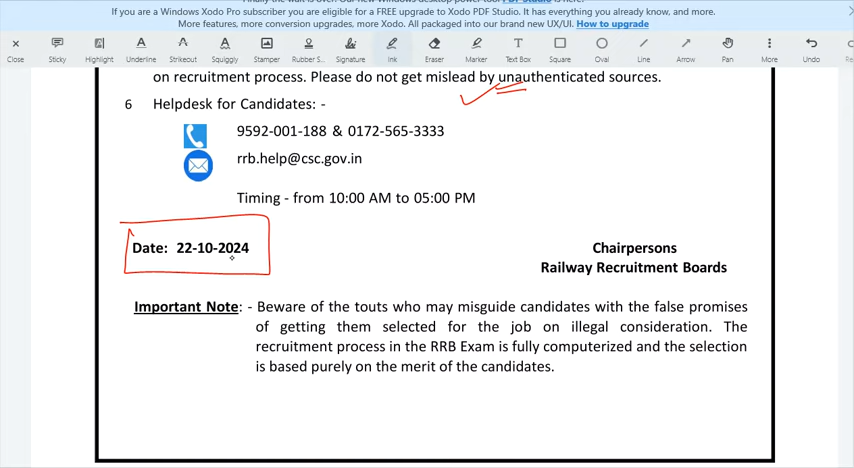 If you are a Windows Xodo Pro subscriber you are eligible for a FREE upgrade to Xodo PDF Studio. It has everything you already know, and more.
More features, more conversion upgrades, more Xodo. All packaged into our brand new UX/UI. How to upgrade
Close Sticky Highlight Underline Strikeout Squiggly Stamper Rubber S... Signature Ink Eraser Marker Text Box Square Oval Line Arrow Pan More Undo
on recruitment process. Please do not get mislead by unauthenticated sources.
6 Helpdesk for Candidates: -
9592-001-188 & 0172-565-3333
rrb.help@csc.gov.in
Timing - from 10:00 AM to 05:00 PM
Date: 22-10-2024
Chairpersons
Railway Recruitment Boards
Important Note: - Beware of the touts who may misguide candidates with the false promises
of getting them selected for the job on illegal consideration. The
recruitment process in the RRB Exam is fully computerized and the selection
is based purely on the merit of the candidates.